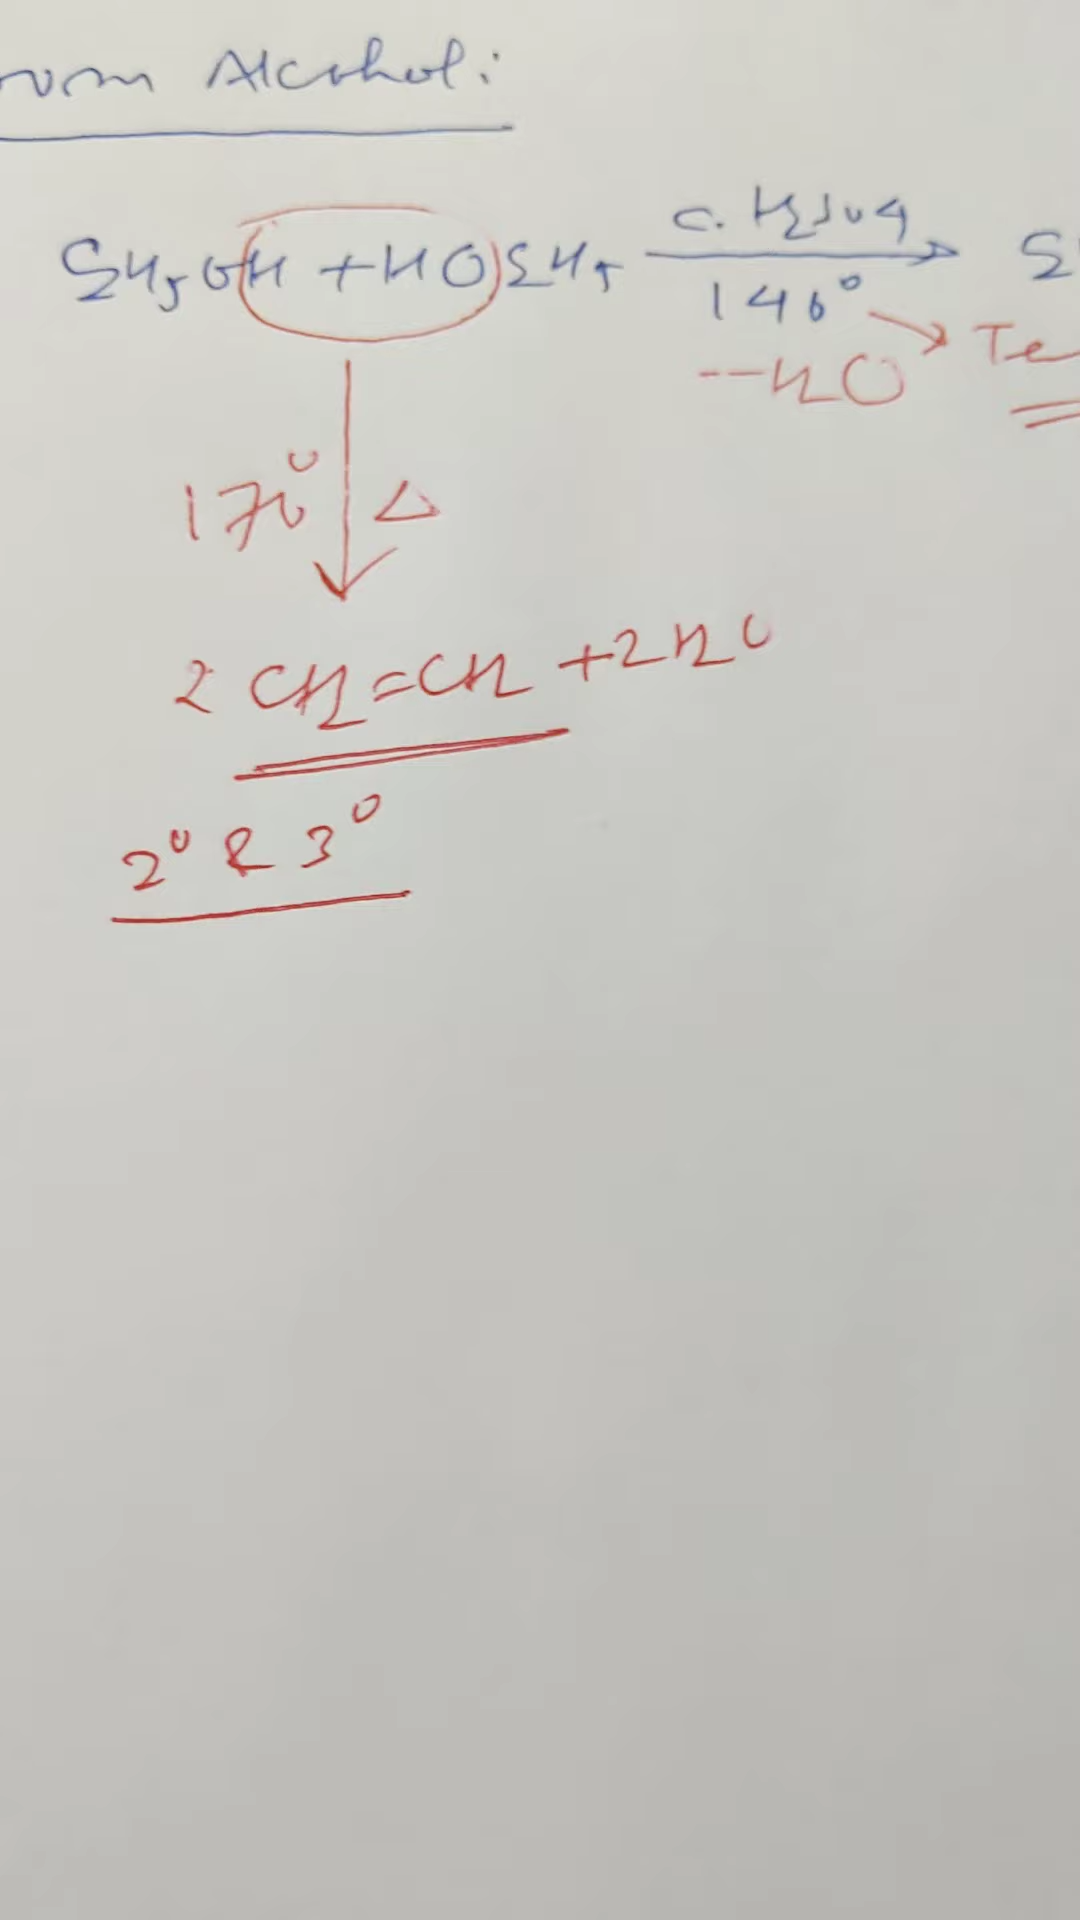 rom Alcohol:
C2H5OH + HOC2H5 c. H2SO4
140°
-H2O Te
170° Δ
2 CH2=CH2 + 2H2O
2° & 3°